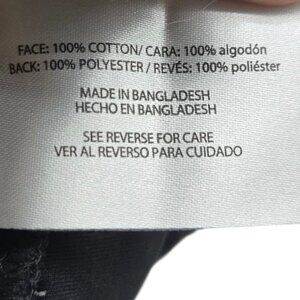 FACE: 100% COTTON/ CARA: 100% algodón
BACK: 100% POLYESTER / REVÉS: 100% poliéster
MADE IN BANGLADESH
HECHO EN BANGLADESH
SEE REVERSE FOR CARE
VER AL REVERSO PARA CUIDADO